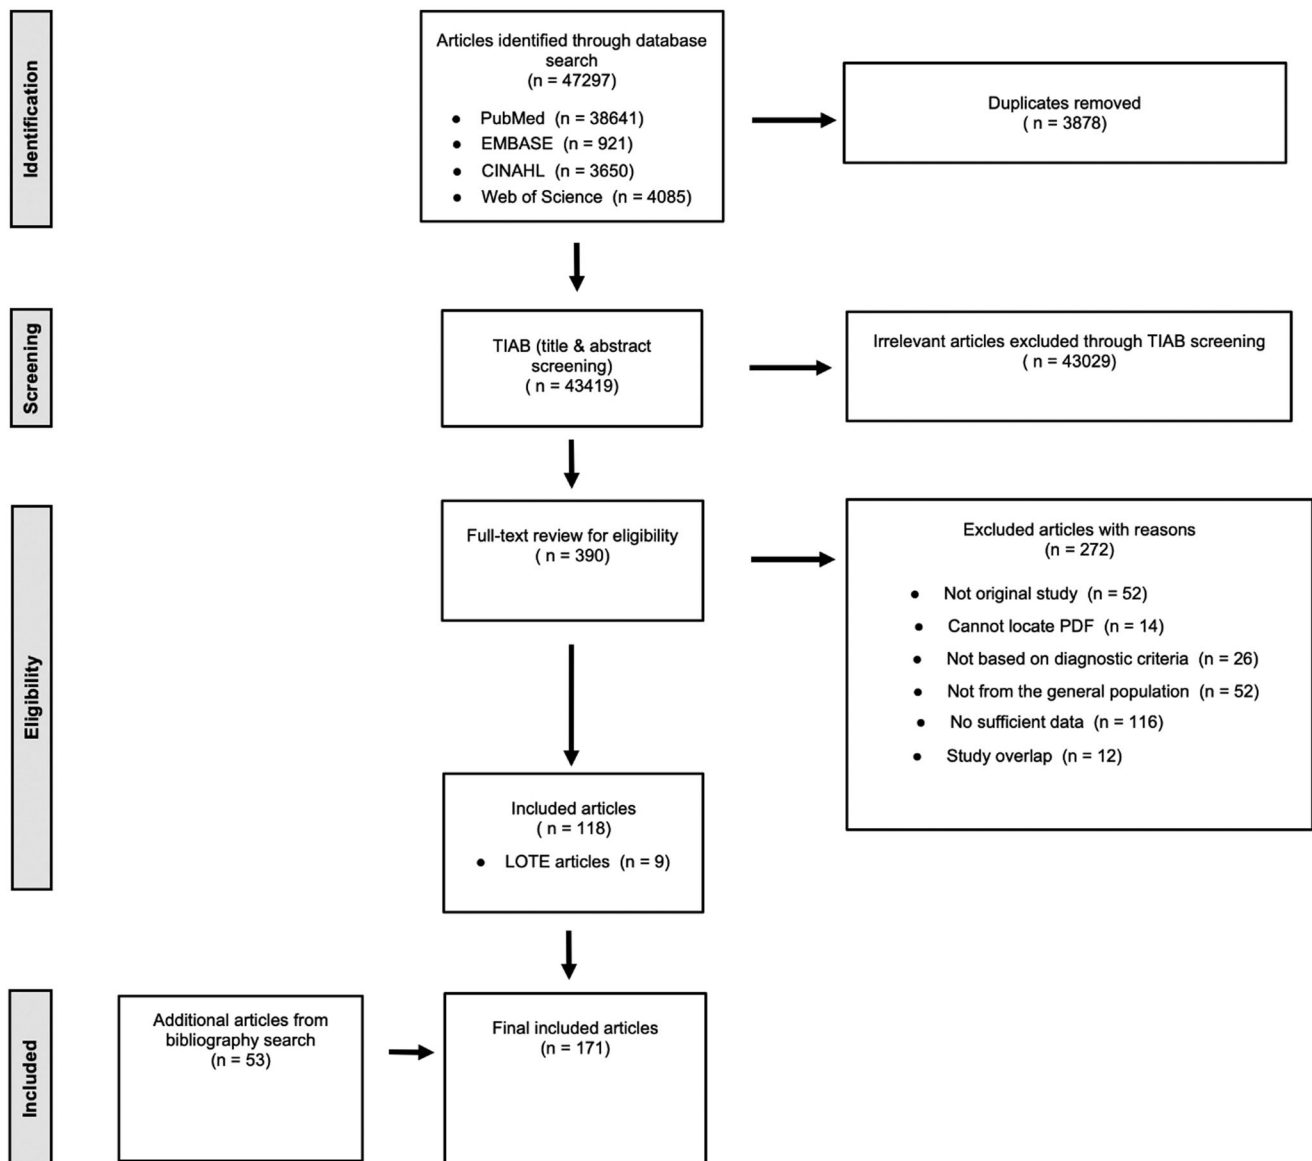 Identification
Articles identified through database
search
(n = 47297)
● PubMed (n = 38641)
● EMBASE (n = 921)
● CINAHL (n = 3650)
● Web of Science (n = 4085)
Duplicates removed
( n = 3878)
Screening
TIAB (title & abstract
screening)
( n = 43419)
Irrelevant articles excluded through TIAB screening
( n = 43029)
Eligibility
Full-text review for eligibility
( n = 390)
Excluded articles with reasons
(n = 272)
● Not original study (n = 52)
● Cannot locate PDF (n = 14)
● Not based on diagnostic criteria (n = 26)
● Not from the general population (n = 52)
● No sufficient data (n = 116)
● Study overlap (n = 12)
Included articles
( n = 118)
● LOTE articles (n = 9)
Included
Additional articles from
bibliography search
(n = 53)
Final included articles
(n = 171)